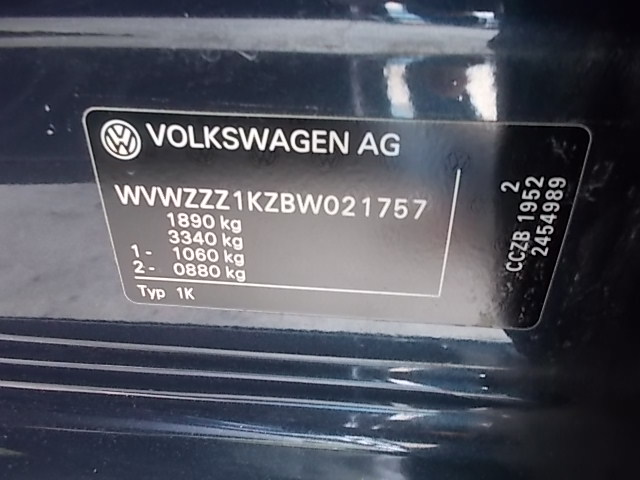 VOLKSWAGEN AG
WVWZZZ1KZBW021757
1890 kg
3340 kg
1 - 1060 kg
2 - 0880 kg
Typ 1K
2
CCZB 1952
2454989